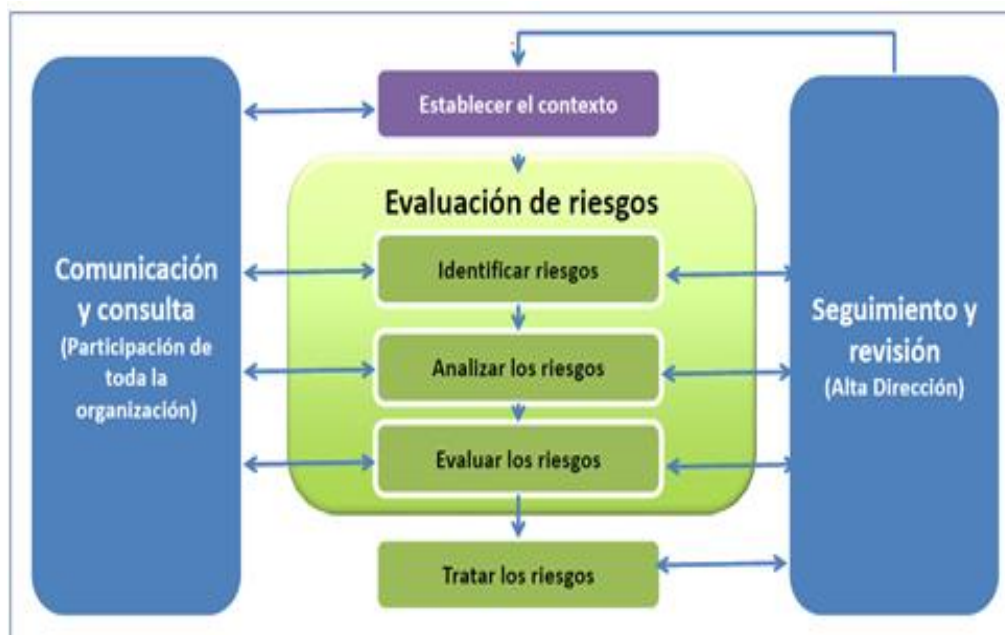 Establecer el contexto
Evaluación de riesgos
Identificar riesgos
Analizar los riesgos
Evaluar los riesgos
Tratar los riesgos
Comunicación
y consulta
(Participación de
toda la
organización)
Seguimiento y
revisión
(Alta Dirección)